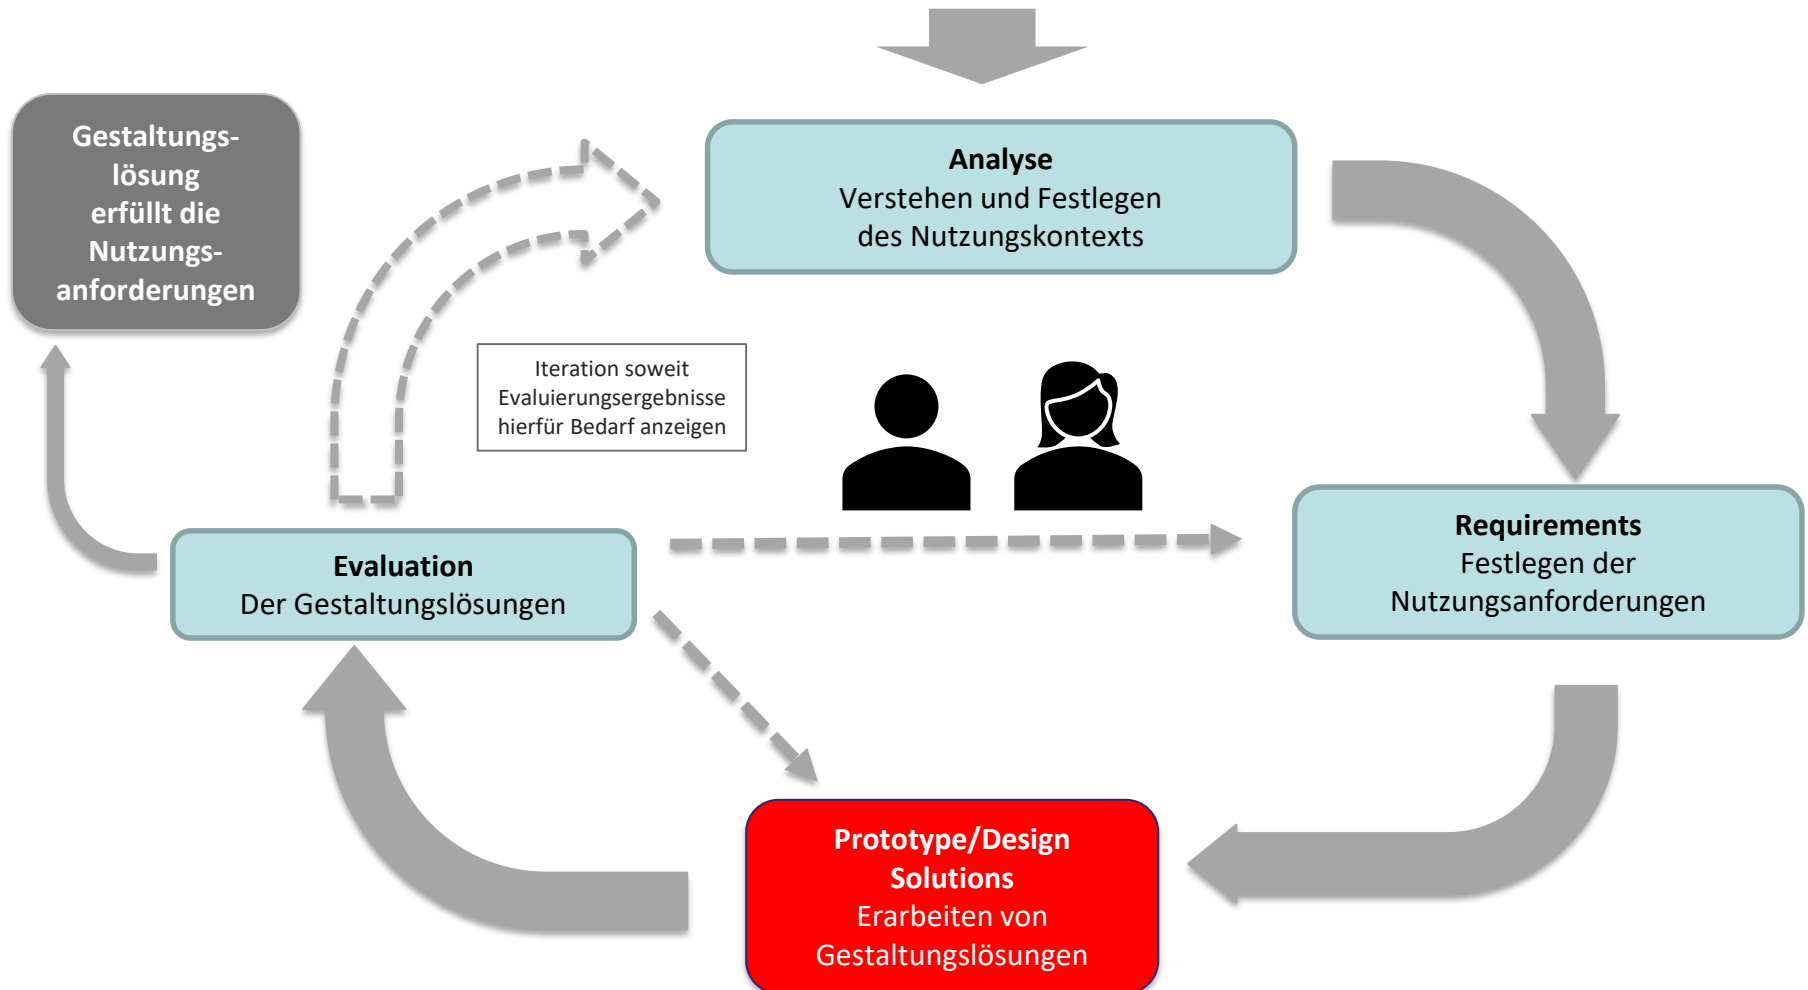 Gestaltungs-
lösung
erfüllt die
Nutzungs-
anforderungen
Analyse
Verstehen und Festlegen
des Nutzungskontexts
Iteration soweit
Evaluierungsergebnisse
hierfür Bedarf anzeigen
Requirements
Festlegen der
Nutzungsanforderungen
Evaluation
Der Gestaltungslösungen
Prototype/Design
Solutions
Erarbeiten von
Gestaltungslösungen